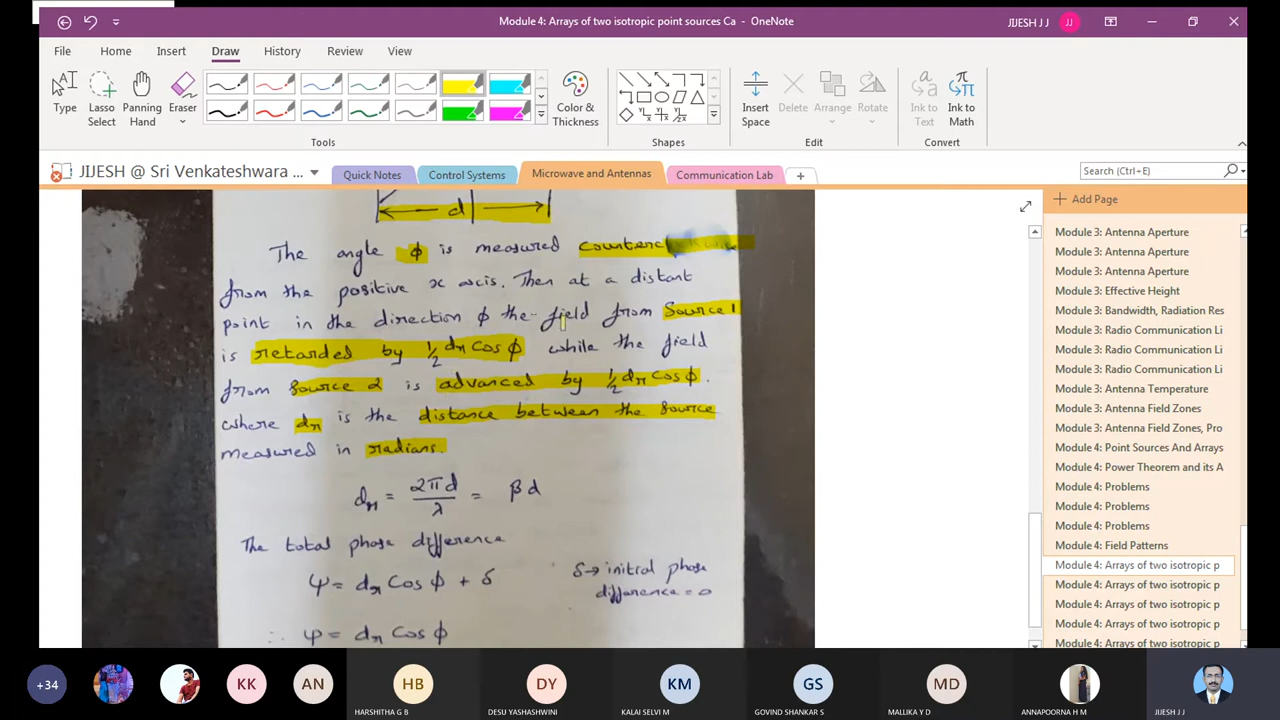 Module 4: Arrays of two isotropic point sources Ca - OneNote
JIJESH J J
JJ
File Home Insert Draw History Review View
Type
Lasso Select
Panning Hand
Eraser
Color & Thickness
Insert Space
Delete
Arrange
Rotate
Ink to Text
Ink to Math
Tools
Shapes
Edit
Convert
JIJESH @ Sri Venkateshwara ...
Quick Notes
Control Systems
Microwave and Antennas
Communication Lab
Search (Ctrl+E)
d
The angle ϕ is measured
from the positive x axis. Then at a distant
point in the direction ϕ the field from Source 1
is retarded by 1/2 dr Cos ϕ while the field
from Source 2 is advanced by 1/2 dr Cos ϕ.
where dr is the distance between the source
measured in radians.
dr = 2πd/λ = βd
The total phase difference
ψ = dr Cos ϕ + δ
δ → initial phase
difference = 0
∴ ψ = dr Cos ϕ
Add Page
Module 3: Antenna Aperture
Module 3: Antenna Aperture
Module 3: Antenna Aperture
Module 3: Effective Height
Module 3: Bandwidth, Radiation Res
Module 3: Radio Communication Li
Module 3: Radio Communication Li
Module 3: Radio Communication Li
Module 3: Antenna Temperature
Module 3: Antenna Field Zones
Module 3: Antenna Field Zones, Pro
Module 4: Point Sources And Arrays
Module 4: Power Theorem and its A
Module 4: Problems
Module 4: Problems
Module 4: Problems
Module 4: Field Patterns
Module 4: Arrays of two isotropic p
Module 4: Arrays of two isotropic p
Module 4: Arrays of two isotropic p
Module 4: Arrays of two isotropic p
Module 4: Arrays of two isotropic p
+34
KK
AN
HB
HARSHITHA G B
DY
DESU YASHASHWINI
KM
KALAI SELVI M
GS
GOVIND SHANKAR S
MD
MALLIKA Y D
ANNAPOORNA H M
JIJESH J J